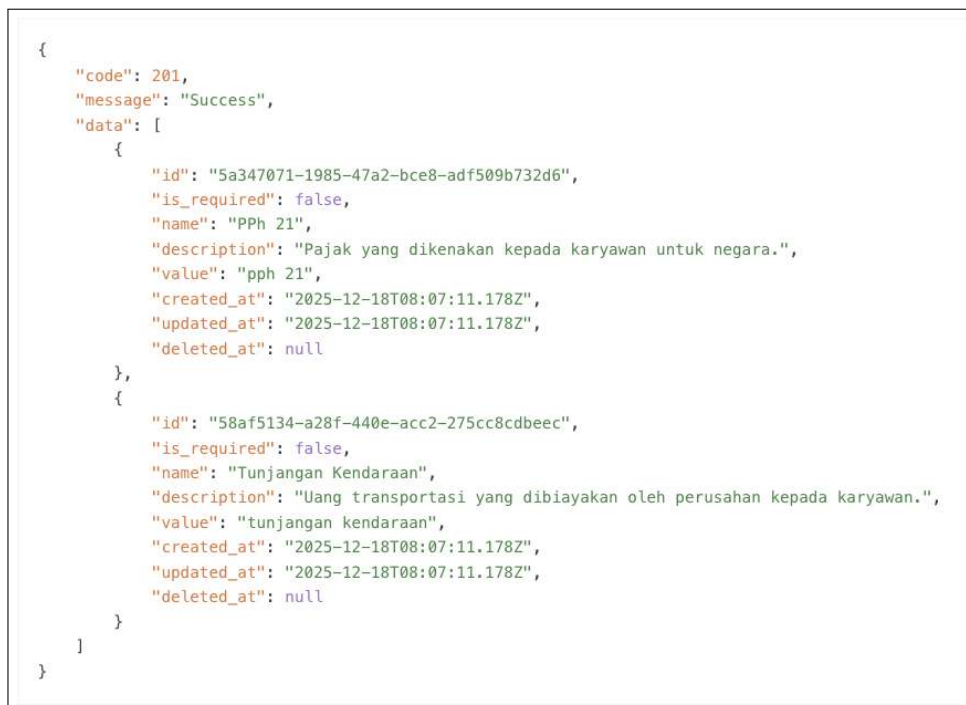 {
    "code": 201,
    "message": "Success",
    "data": [
        {
            "id": "5a347071-1985-47a2-bce8-adf509b732d6",
            "is_required": false,
            "name": "PPh 21",
            "description": "Pajak yang dikenakan kepada karyawan untuk negara.",
            "value": "pph 21",
            "created_at": "2025-12-18T08:07:11.178Z",
            "updated_at": "2025-12-18T08:07:11.178Z",
            "deleted_at": null
        },
        {
            "id": "58af5134-a28f-440e-acc2-275cc8cdbeec",
            "is_required": false,
            "name": "Tunjangan Kendaraan",
            "description": "Uang transportasi yang dibiayakan oleh perusahan kepada karyawan.",
            "value": "tunjangan kendaraan",
            "created_at": "2025-12-18T08:07:11.178Z",
            "updated_at": "2025-12-18T08:07:11.178Z",
            "deleted_at": null
        }
    ]
}